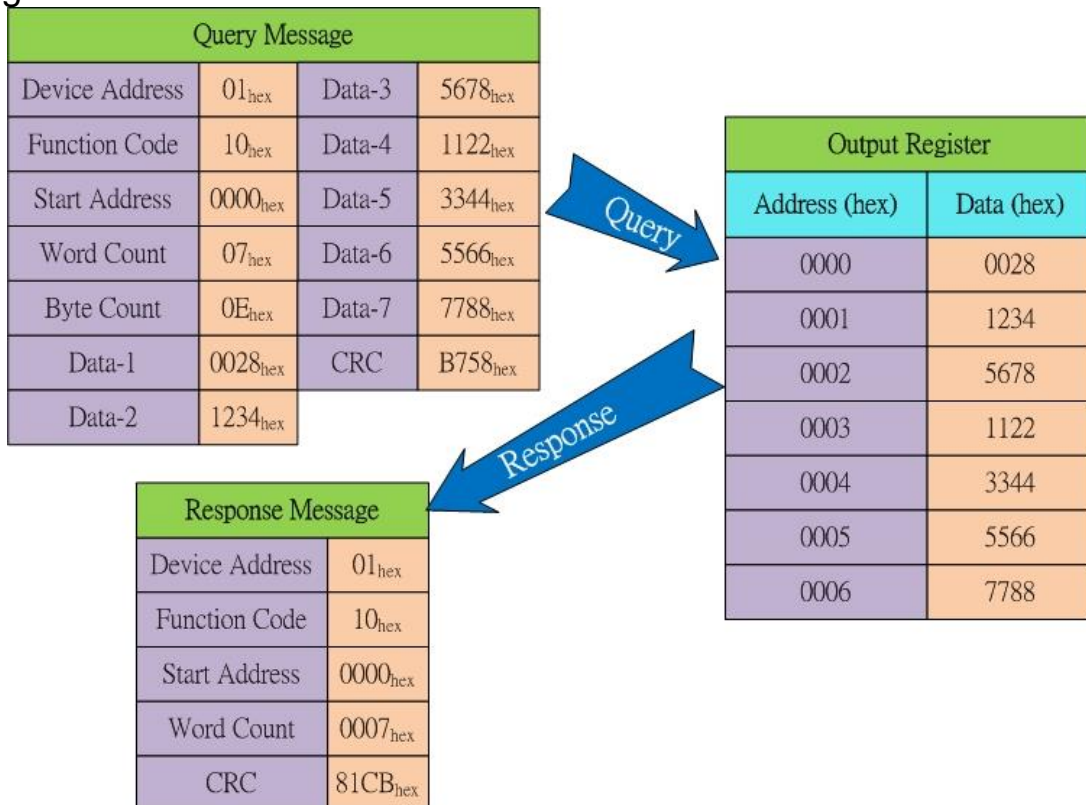 Query Message
Device Address 01hex Data-3 5678hex
Function Code 10hex Data-4 1122hex
Start Address 0000hex Data-5 3344hex
Word Count 07hex Data-6 5566hex
Byte Count 0Ehex Data-7 7788hex
Data-1 0028hex CRC B758hex
Data-2 1234hex
Query
Output Register
Address (hex) Data (hex)
0000 0028
0001 1234
0002 5678
0003 1122
0004 3344
0005 5566
0006 7788
Response
Response Message
Device Address 01hex
Function Code 10hex
Start Address 0000hex
Word Count 0007hex
CRC 81CBhex